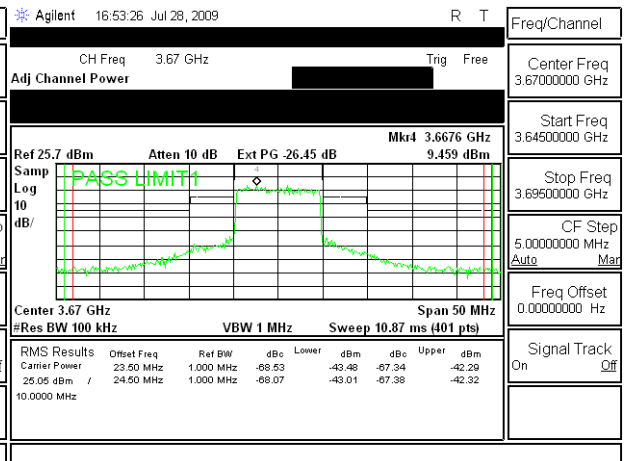 Agilent 16:53:26 Jul 28, 2009 R T
Freq/Channel
CH Freq 3.67 GHz Trig Free
Adj Channel Power
Center Freq
3.67000000 GHz
Start Freq
3.64500000 GHz
Mkr4 3.6676 GHz
Ref 25.7 dBm Atten 10 dB Ext PG -26.45 dB 9.459 dBm
Samp
Log
10
dB/
PASS LIMIT1
4
Stop Freq
3.69500000 GHz
CF Step
5.00000000 MHz
Auto Man
Freq Offset
0.00000000 Hz
Center 3.67 GHz Span 50 MHz
#Res BW 100 kHz VBW 1 MHz Sweep 10.87 ms (401 pts)
Signal Track
On Off
RMS Results Offset Freq Ref BW dBc Lower dBm dBc Upper dBm
Carrier Power 23.50 MHz 1.000 MHz -68.53 -43.48 -67.34 -42.29
25.05 dBm / 24.50 MHz 1.000 MHz -68.07 -43.01 -67.38 -42.32
10.0000 MHz